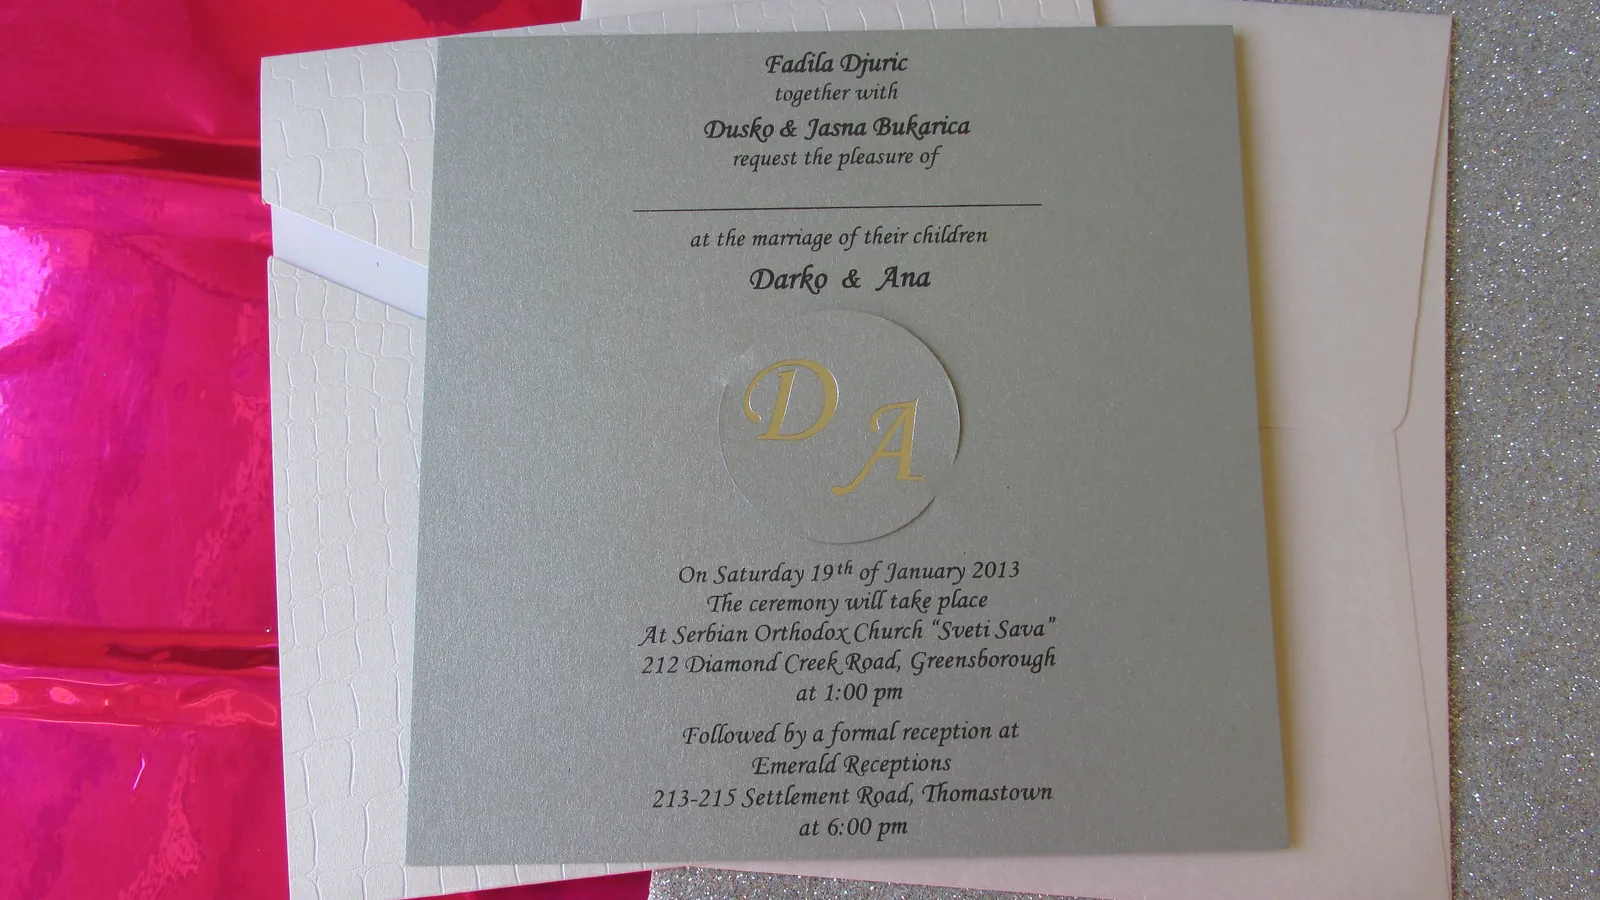 Fadila Djuric
together with
Dusko & Jasna Bukarica
request the pleasure of
at the marriage of their children
Darko & Ana
D A
On Saturday 19th of January 2013
The ceremony will take place
At Serbian Orthodox Church “Sveti Sava”
212 Diamond Creek Road, Greensborough
at 1:00 pm
Followed by a formal reception at
Emerald Receptions
213-215 Settlement Road, Thomastown
at 6:00 pm